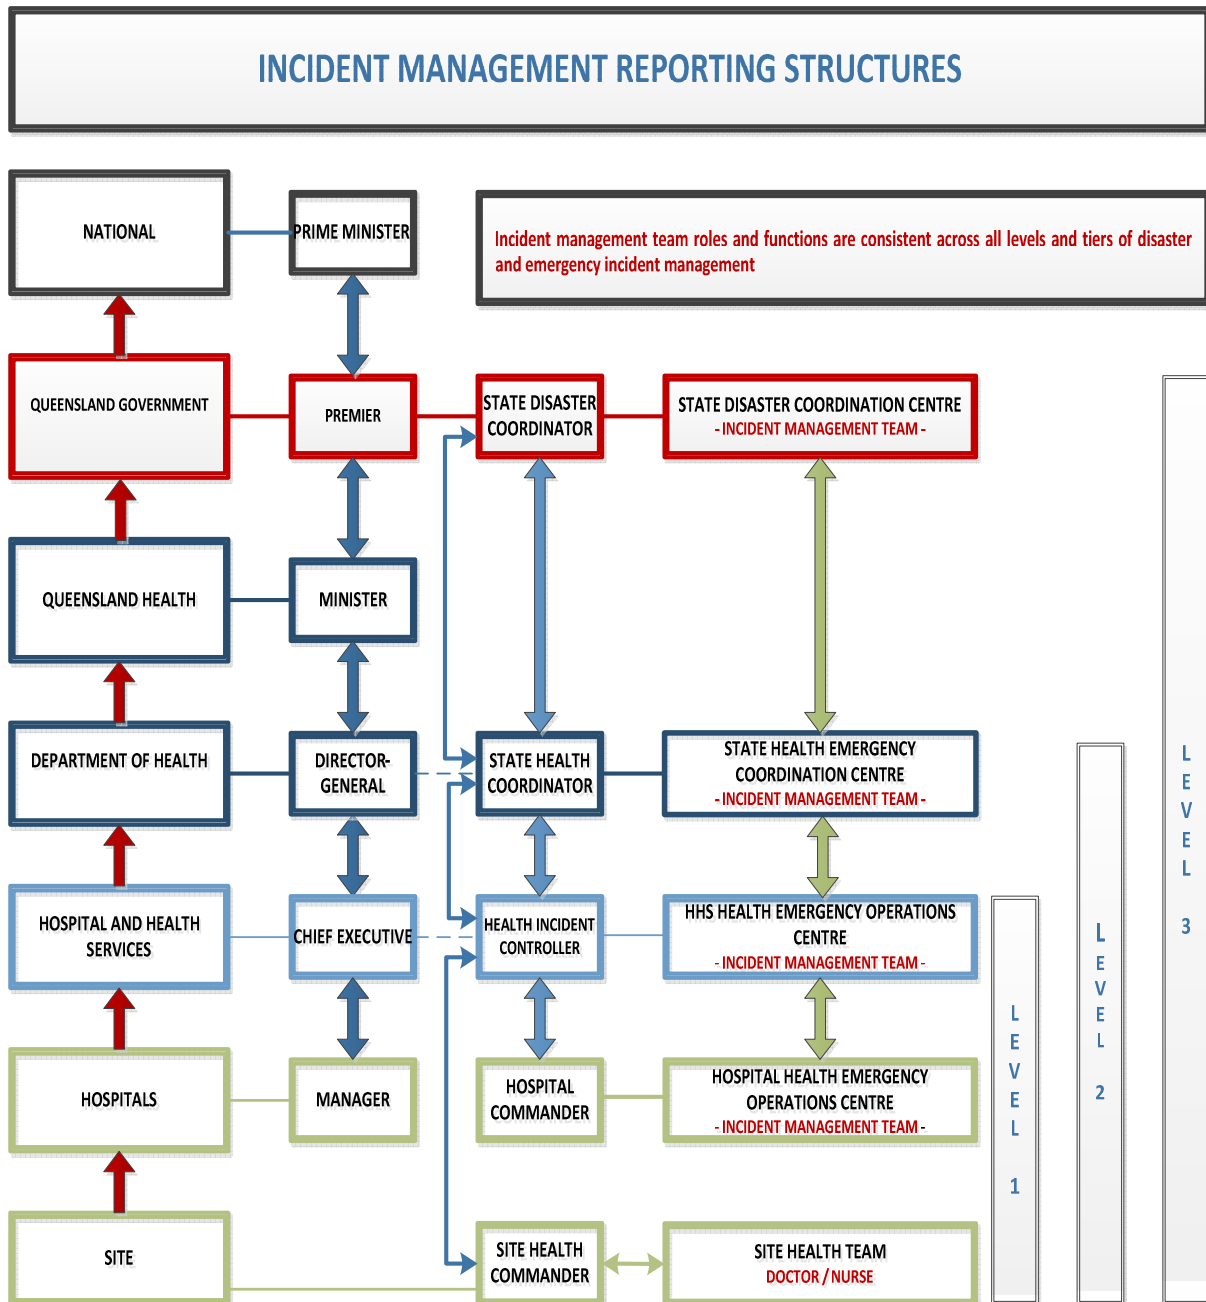 INCIDENT MANAGEMENT REPORTING STRUCTURES
NATIONAL
PRIME MINISTER
Incident management team roles and functions are consistent across all levels and tiers of disaster
and emergency incident management
QUEENSLAND GOVERNMENT
PREMIER
STATE DISASTER
COORDINATOR
STATE DISASTER COORDINATION CENTRE
- INCIDENT MANAGEMENT TEAM -
QUEENSLAND HEALTH
MINISTER
DEPARTMENT OF HEALTH
DIRECTOR-
GENERAL
STATE HEALTH
COORDINATOR
STATE HEALTH EMERGENCY
COORDINATION CENTRE
- INCIDENT MANAGEMENT TEAM -
HOSPITAL AND HEALTH
SERVICES
CHIEF EXECUTIVE
HEALTH INCIDENT
CONTROLLER
HHS HEALTH EMERGENCY OPERATIONS
CENTRE
- INCIDENT MANAGEMENT TEAM -
HOSPITALS
MANAGER
HOSPITAL
COMMANDER
HOSPITAL HEALTH EMERGENCY
OPERATIONS CENTRE
- INCIDENT MANAGEMENT TEAM -
SITE
SITE HEALTH
COMMANDER
SITE HEALTH TEAM
DOCTOR / NURSE
LEVEL 1
LEVEL 2
LEVEL 3